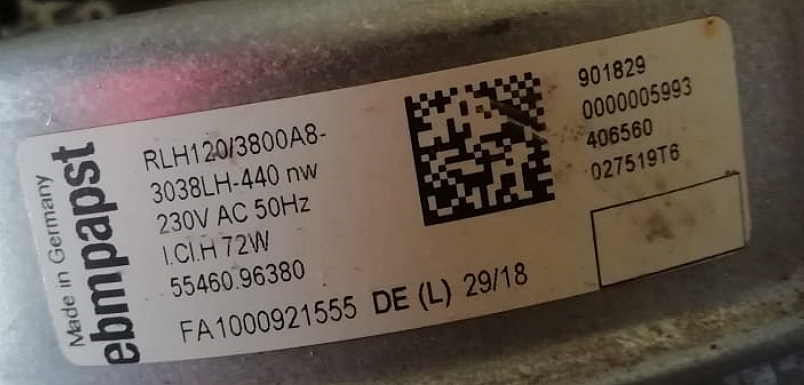 Made in Germany
ebmpapst
RLH120/3800A8-
3038LH-440 nw
230V AC 50Hz
I.Cl.H 72W
55460.96380
FA1000921555 DE (L) 29/18
901829
0000005993
406560
027519T6